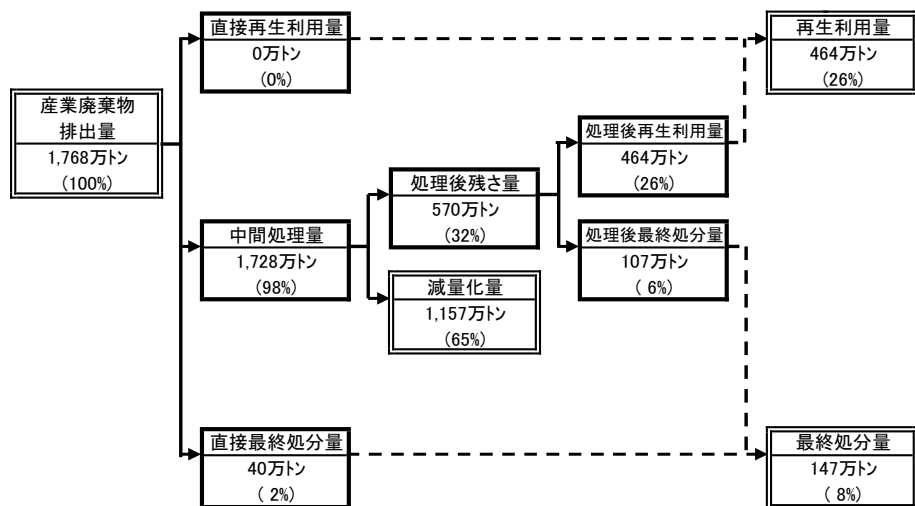 直接再生利用量
0万トン
(0%)
再生利用量
464万トン
(26%)
産業廃棄物
排出量
1,768万トン
(100%)
処理後再生利用量
464万トン
(26%)
処理後残さ量
570万トン
(32%)
中間処理量
1,728万トン
(98%)
処理後最終処分量
107万トン
( 6%)
減量化量
1,157万トン
(65%)
直接最終処分量
40万トン
( 2%)
最終処分量
147万トン
( 8%)